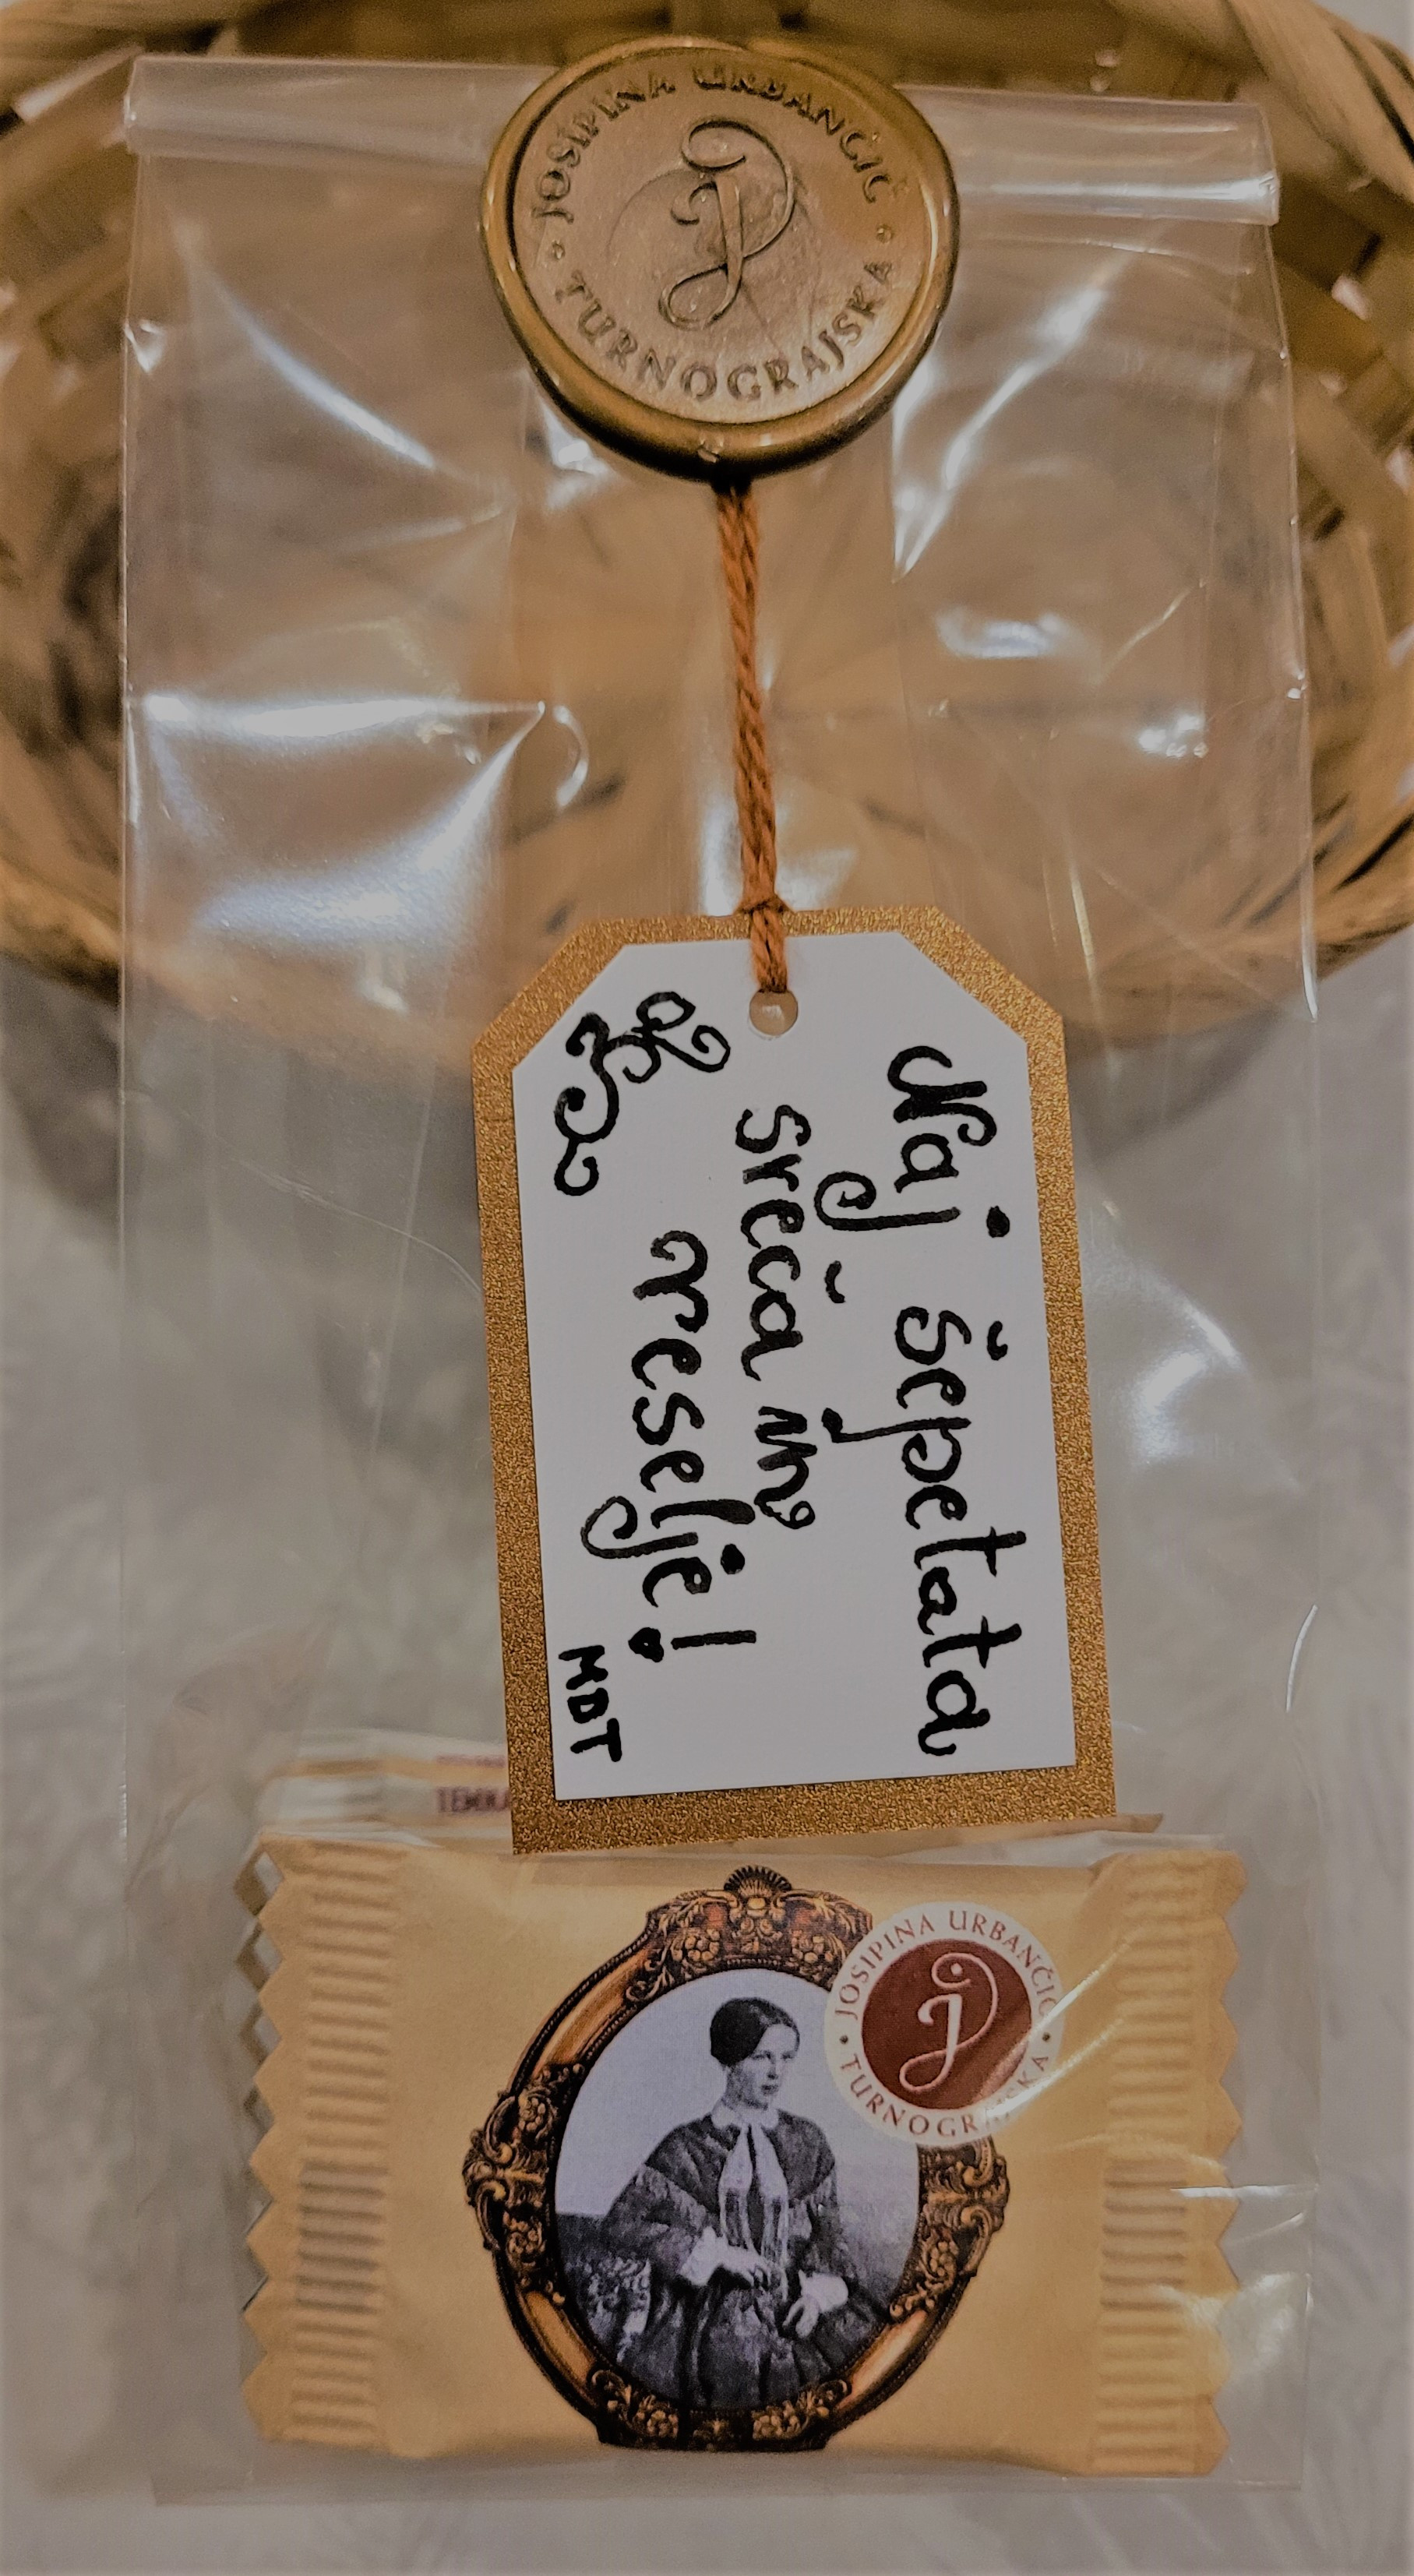 JOSIPINA URBANČIČ
TURNOGRAJSKA
Naj šepetata
sreča in
veselje!
MDT
JOSIPINA URBANČIČ
TURNOGRAJSKA